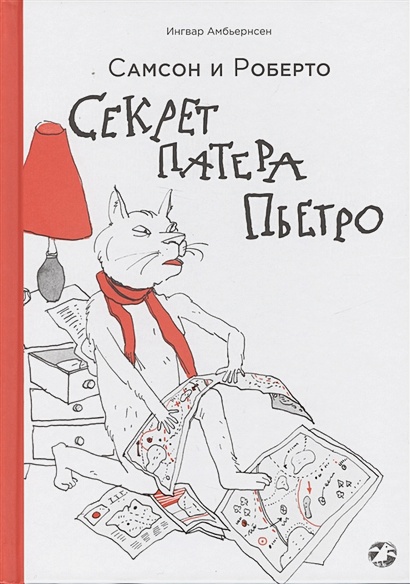 Ингвар Амбьернсен
Самсон и Роберто
Секрет
патера
Пьетро